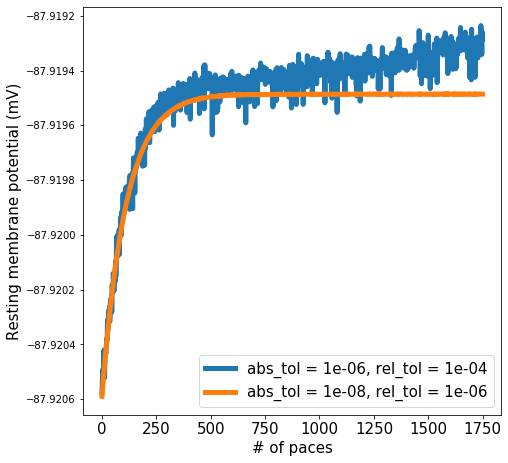 −87.9192
−87.9194
−87.9196
−87.9198
−87.9200
−87.9202
−87.9204
−87.9206
Resting membrane potential (mV)
abs_tol = 1e-06, rel_tol = 1e-04
abs_tol = 1e-08, rel_tol = 1e-06
0 250 500 750 1000 1250 1500 1750
# of paces